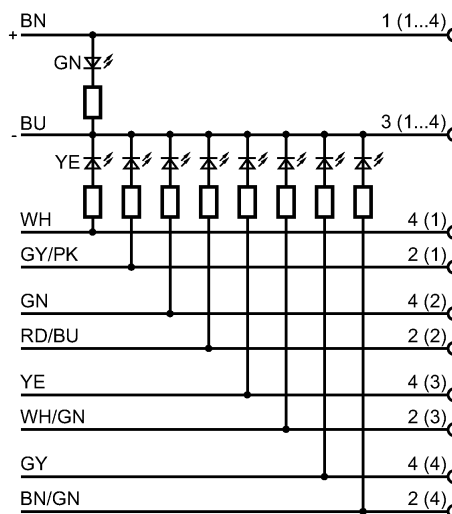 BN 1 (1...4)
+
GN
BU 3 (1...4)
-
YE
WH 4 (1)
GY/PK 2 (1)
GN 4 (2)
RD/BU 2 (2)
YE 4 (3)
WH/GN 2 (3)
GY 4 (4)
BN/GN 2 (4)